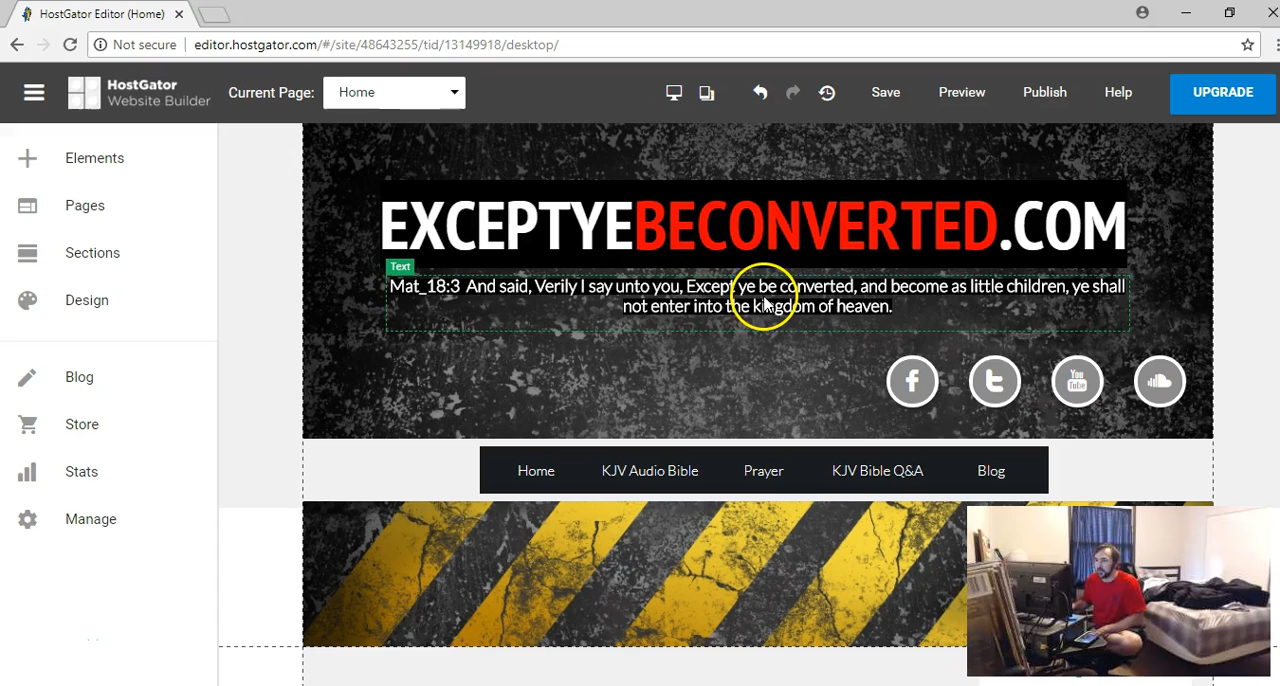 HostGator Editor (Home)
Not secure
editor.hostgator.com/#/site/48643255/tid/13149918/desktop/
HostGator
Website Builder
Current Page:
Home
Save
Preview
Publish
Help
UPGRADE
Elements
Pages
Sections
Design
Blog
Store
Stats
Manage
EXCEPTYEBECONVERTED.COM
Text
Mat_18:3 And said, Verily I say unto you, Except ye be converted, and become as little children, ye shall
not enter into the kingdom of heaven.
f
t
You
Tube
Home
KJV Audio Bible
Prayer
KJV Bible Q&A
Blog